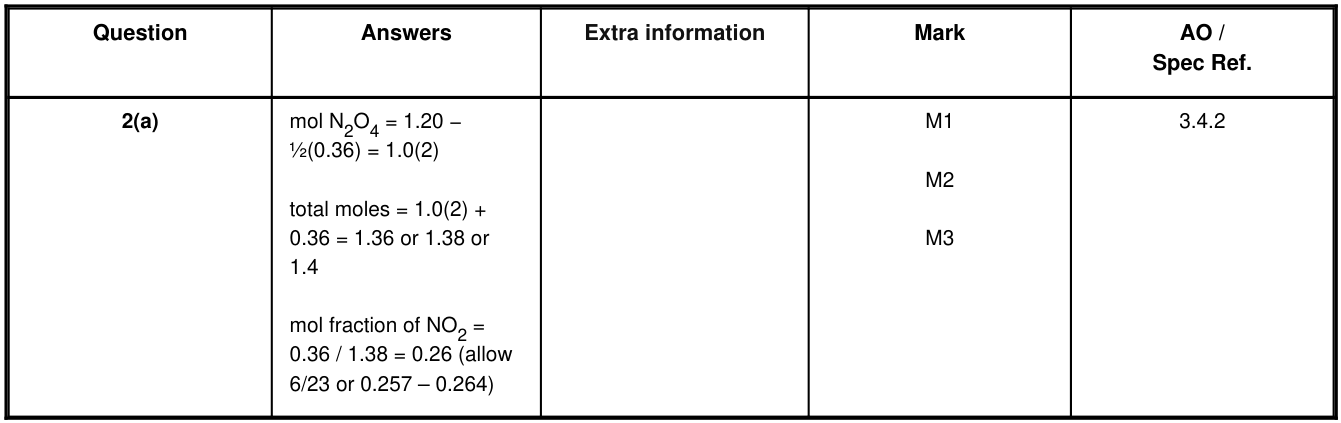 Question Answers Extra information Mark AO /
Spec Ref.
2(a) mol N₂O₄ = 1.20 – M1 3.4.2
½(0.36) = 1.0(2)
M2
total moles = 1.0(2) +
0.36 = 1.36 or 1.38 or M3
1.4
mol fraction of NO₂ =
0.36 / 1.38 = 0.26 (allow
6/23 or 0.257 – 0.264)